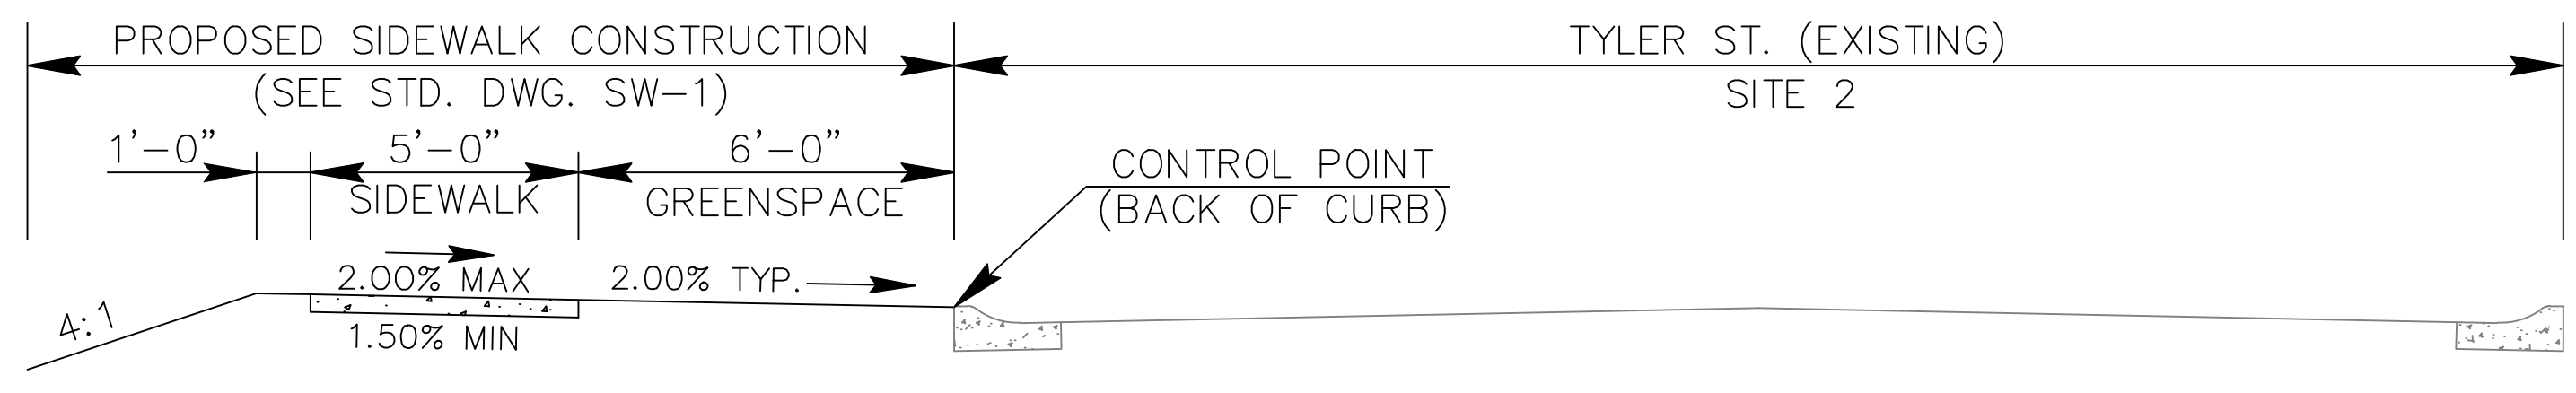 PROPOSED SIDEWALK CONSTRUCTION
(SEE STD. DWG. SW-1)
TYLER ST. (EXISTING)
SITE 2
1'-0"
5'-0"
SIDEWALK
6'-0"
GREENSPACE
CONTROL POINT
(BACK OF CURB)
2.00% MAX
2.00% TYP.
4:1
1.50% MIN